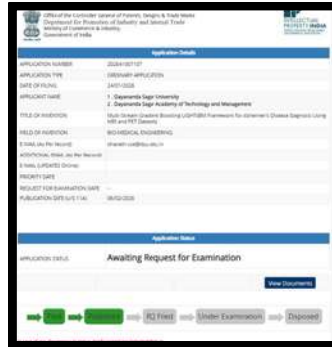 Office of the Controller General of Patents, Designs & Trade Marks
Department for Promotion of Industry and Internal Trade
Ministry of Commerce & Industry,
Government of India
INTELLECTUAL
PROPERTY INDIA
Application Details
APPLICATION NUMBER
APPLICATION TYPE ORDINARY APPLICATION
DATE OF FILING 24/01/2026
APPLICANT NAME 1 . Dayananda Sagar University
2 . Dayananda Sagar Academy of Technology and Management
TITLE OF INVENTION Multi-Stream Gradient Boosting LIGHTGBM Framework for Alzheimer's Disease Diagnosis Using
MRI and PET Datasets
FIELD OF INVENTION BIO-MEDICAL ENGINEERING
E-MAIL (As Per Record)
ADDITIONAL-EMAIL (As Per Record)
E-MAIL (UPDATED Online)
PRIORITY DATE
REQUEST FOR EXAMINATION DATE --
PUBLICATION DATE (U/S 11A) 06/02/2026
Application Status
APPLICATION STATUS Awaiting Request for Examination
View Documents
Filed Published RQ Filed Under Examination Disposed